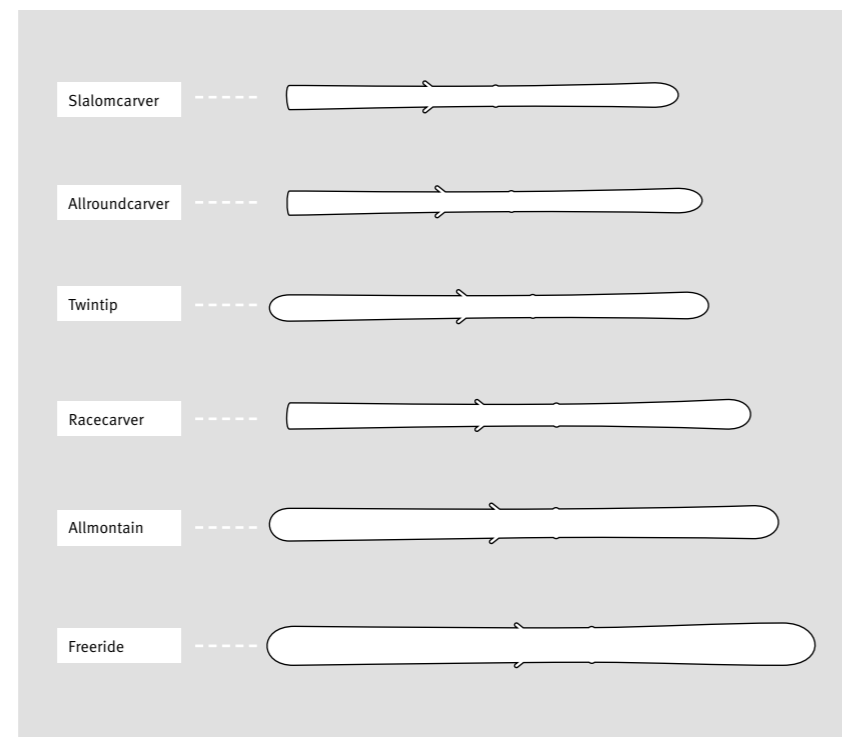 Slalomcarver
Allroundcarver
Twintip
Racecarver
Allmontain
Freeride